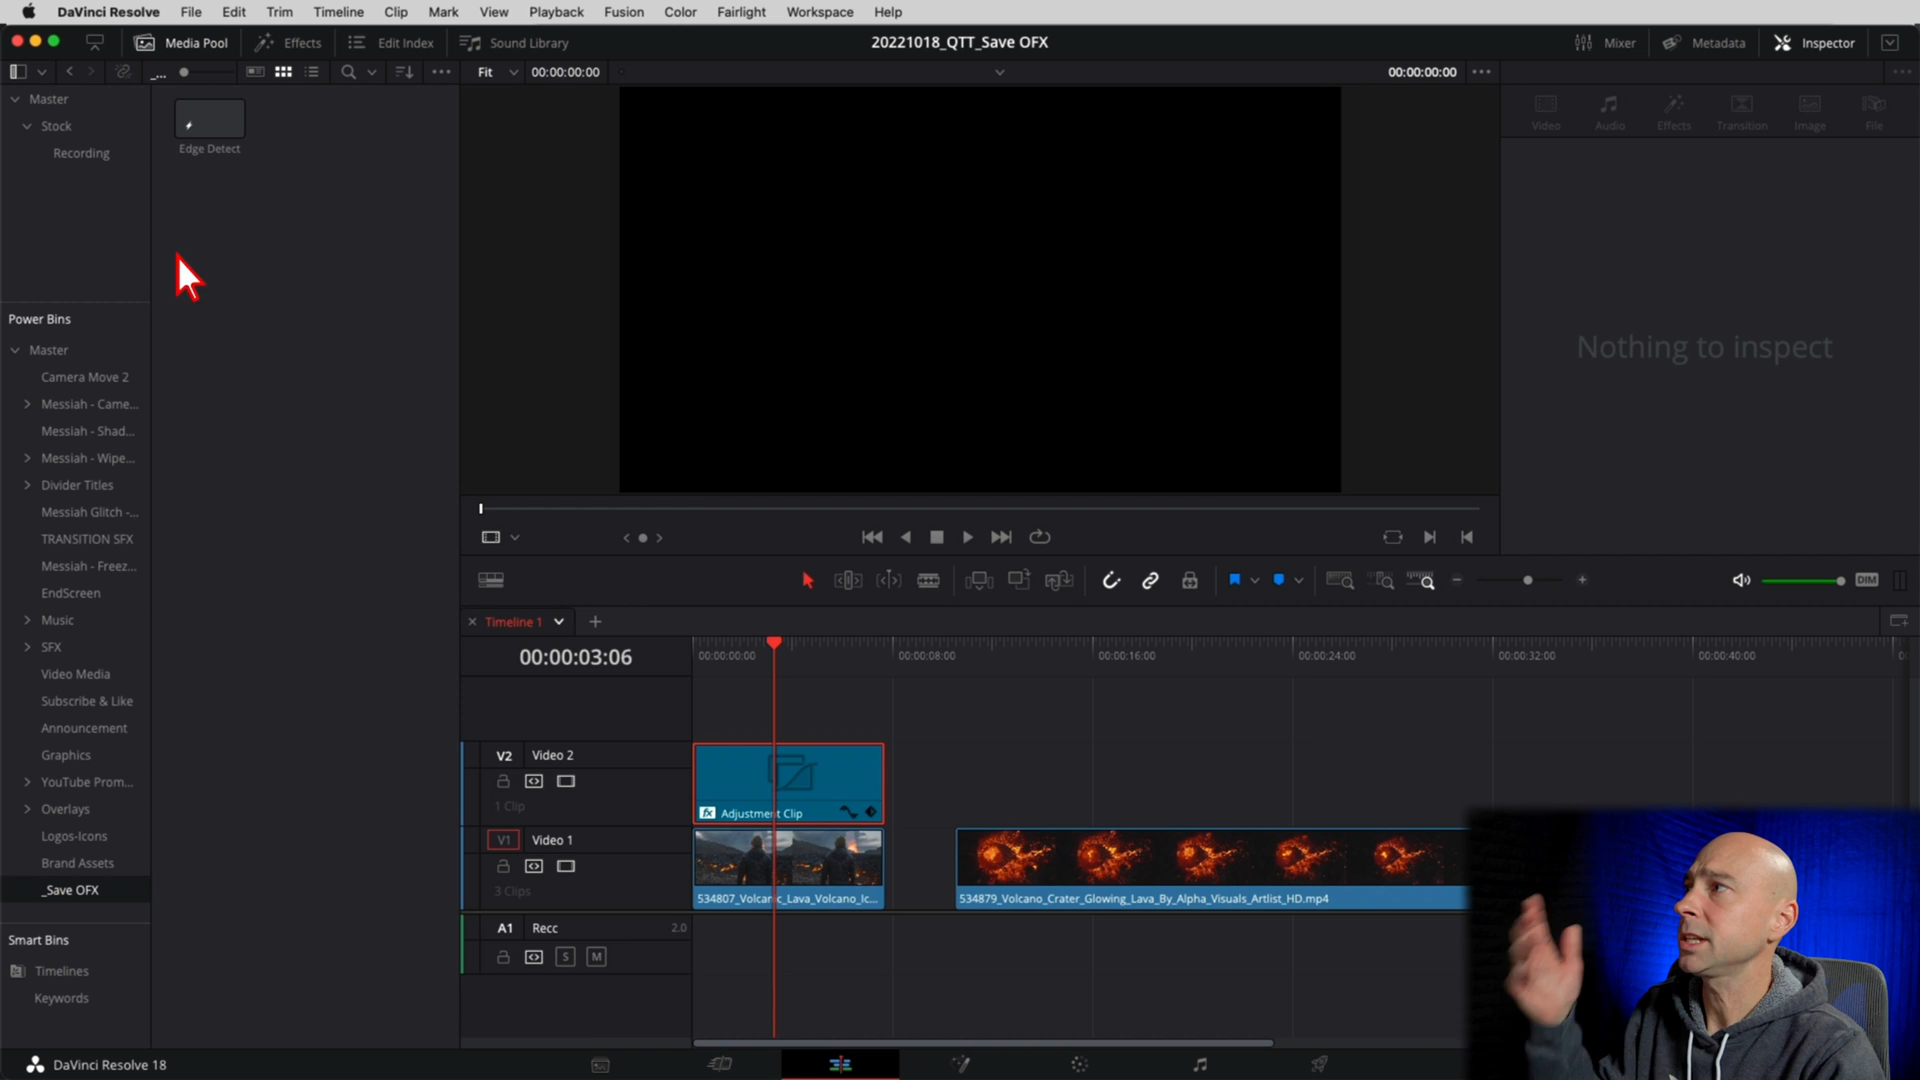 DaVinci Resolve File Edit Trim Timeline Clip Mark View Playback Fusion Color Fairlight Workspace Help
Media Pool Effects Edit Index Sound Library 20221018_QTT_Save OFX Mixer Metadata Inspector
Fit 00:00:00:00 00:00:00:00
Master
Stock
Recording
Edge Detect
Video Audio Effects Transition Image File
Nothing to inspect
Power Bins
Master
Camera Move 2
Messiah - Came...
Messiah - Shad...
Messiah - Wipe...
Divider Titles
Messiah Glitch -...
TRANSITION SFX
Messiah - Freez...
EndScreen
Music
SFX
Video Media
Subscribe & Like
Announcement
Graphics
YouTube Prom...
Overlays
Logos-Icons
Brand Assets
_Save OFX
Smart Bins
Timelines
Keywords
DIM
Timeline 1
00:00:03:06
00:00:00:00 00:00:08:00 00:00:16:00 00:00:24:00 00:00:32:00 00:00:40:00
V2 Video 2
1 Clip
fx Adjustment Clip
V1 Video 1
3 Clips
534807_Volcanic_Lava_Volcano_Ic...
534879_Volcano_Crater_Glowing_Lava_By_Alpha_Visuals_Artlist_HD.mp4
A1 Recc 2.0
S M
DaVinci Resolve 18